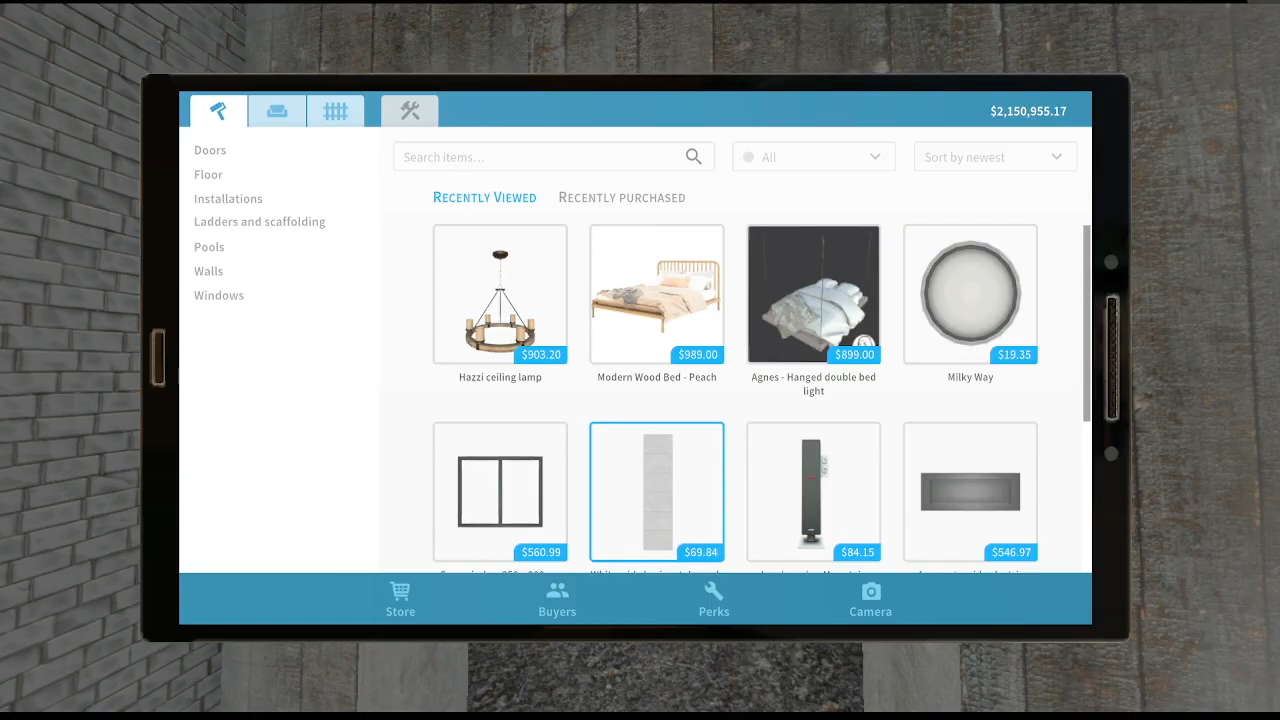 $2,150,955.17
Doors
Floor
Installations
Ladders and scaffolding
Pools
Walls
Windows
Search items...
All
Sort by newest
RECENTLY VIEWED
RECENTLY PURCHASED
$903.20
$989.00
$899.00
$19.35
Hazzi ceiling lamp
Modern Wood Bed - Peach
Agnes - Hanged double bed
light
Milky Way
$560.99
$69.84
$84.15
$546.97
Store
Buyers
Perks
Camera